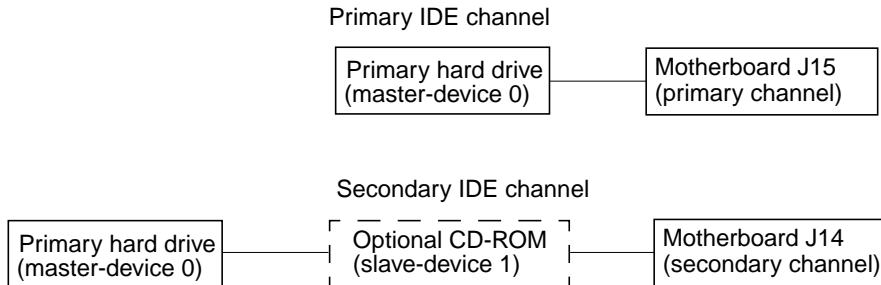 Primary IDE channel
Primary hard drive
(master-device 0)
Motherboard J15
(primary channel)
Secondary IDE channel
Primary hard drive
(master-device 0)
Optional CD-ROM
(slave-device 1)
Motherboard J14
(secondary channel)